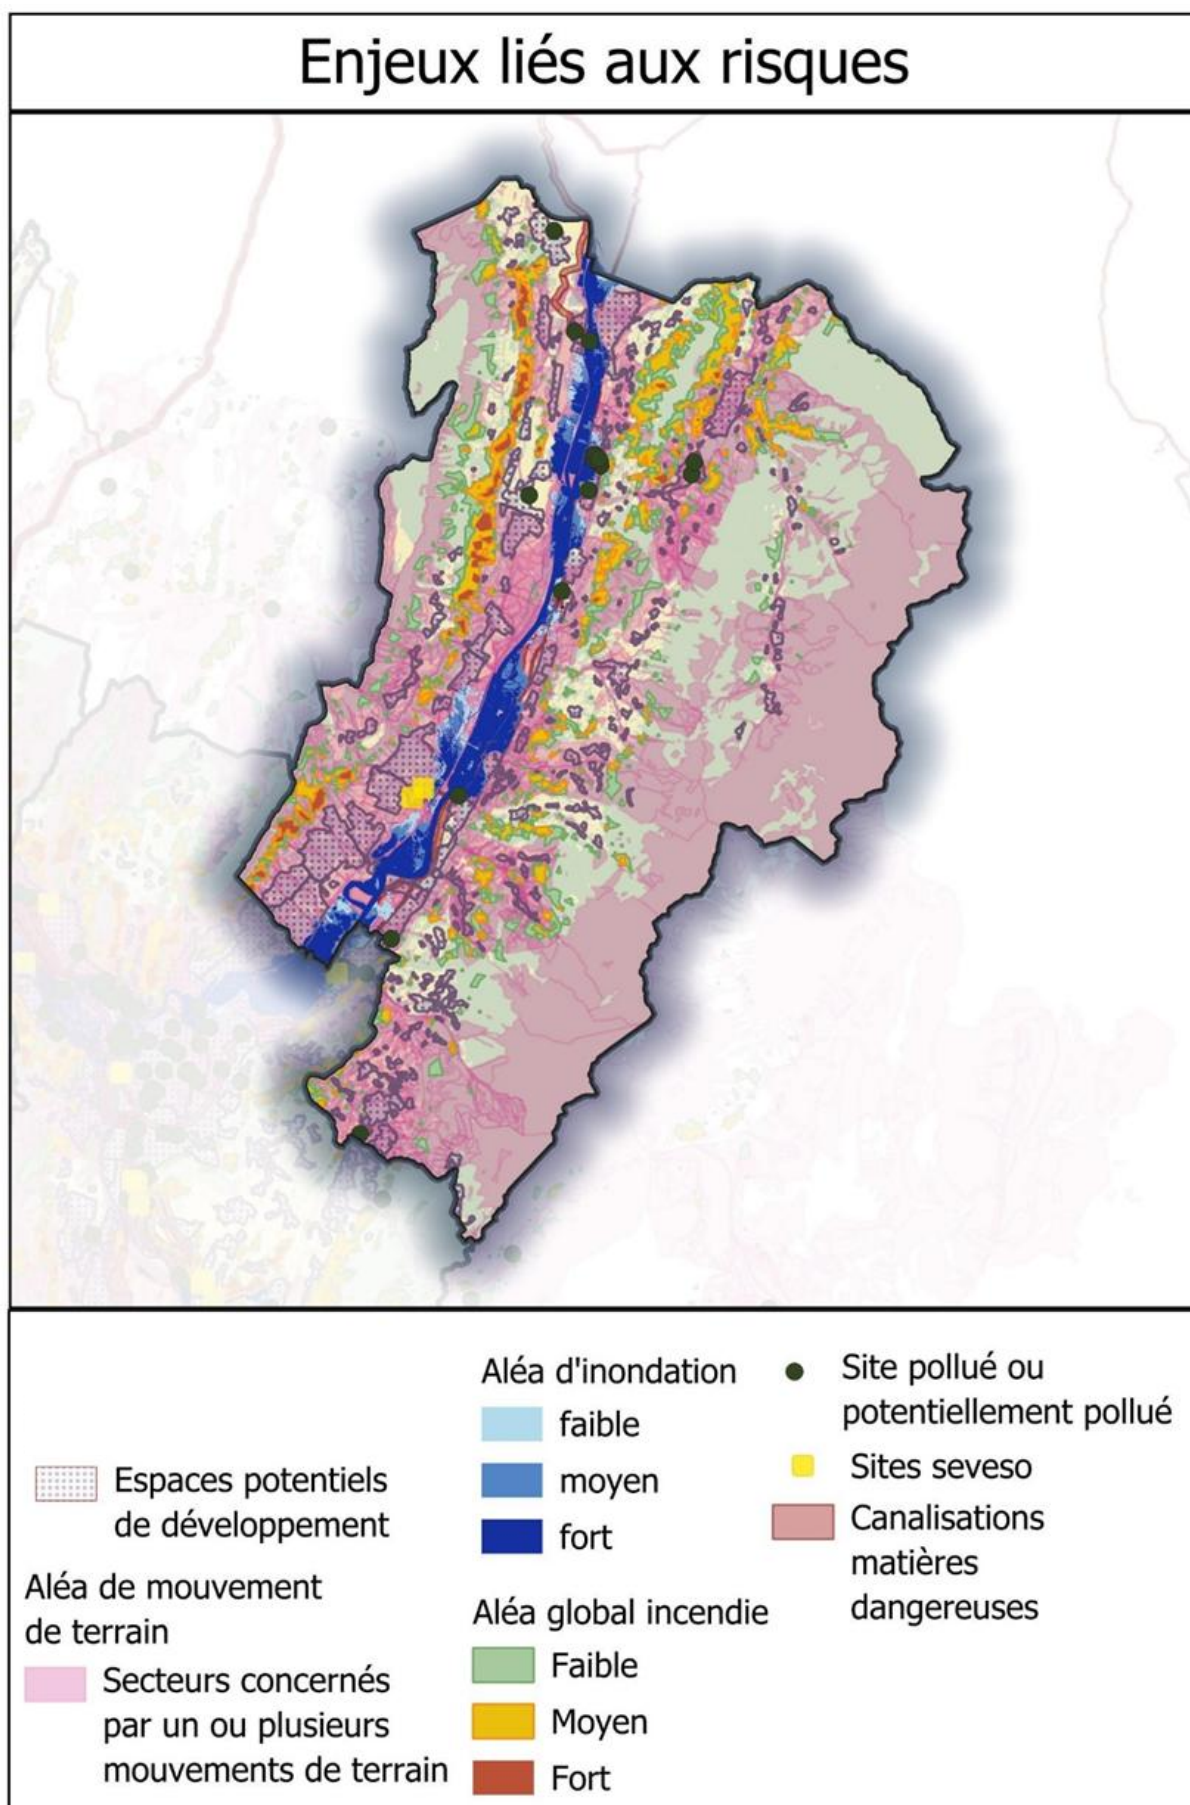 Enjeux liés aux risques
Espaces potentiels
de développement
Aléa de mouvement
de terrain
Secteurs concernés
par un ou plusieurs
mouvements de terrain
Aléa d'inondation
faible
moyen
fort
Aléa global incendie
Faible
Moyen
Fort
Site pollué ou
potentiellement pollué
Sites seveso
Canalisations
matières
dangereuses